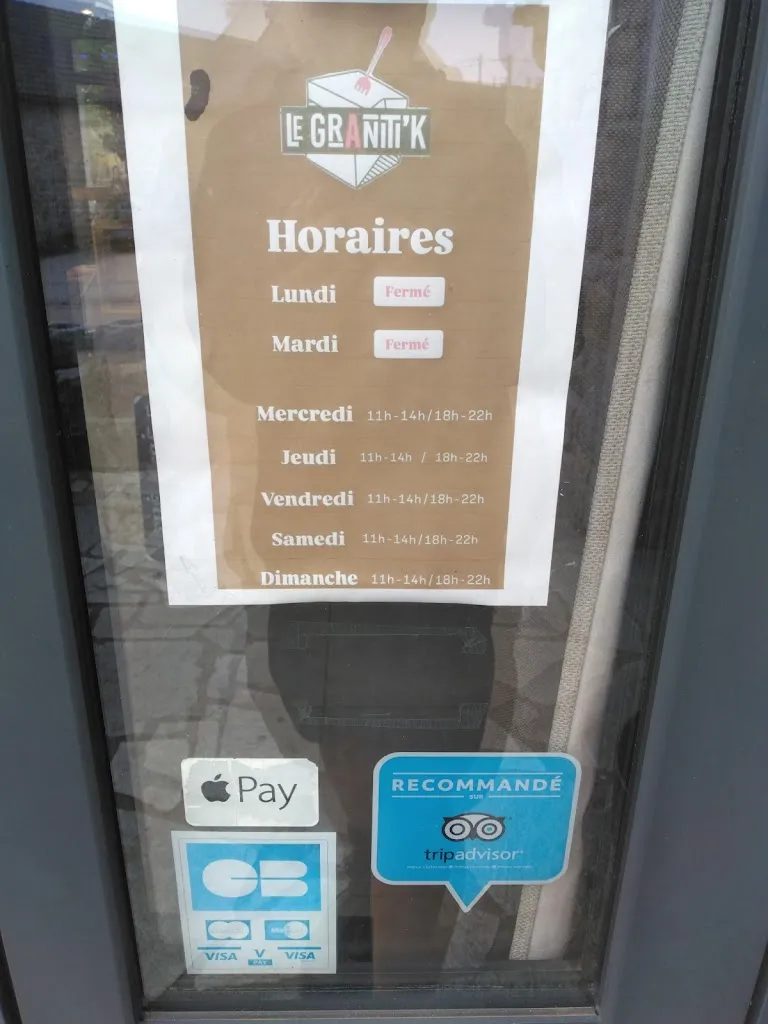 LE GRANITI'K
Horaires
Lundi Fermé
Mardi Fermé
Mercredi 11h-14h/18h-22h
Jeudi 11h-14h / 18h-22h
Vendredi 11h-14h/18h-22h
Samedi 11h-14h/18h-22h
Dimanche 11h-14h/18h-22h
Pay
CB
VISA V PAY VISA
RECOMMANDÉ
SUR
tripadvisor